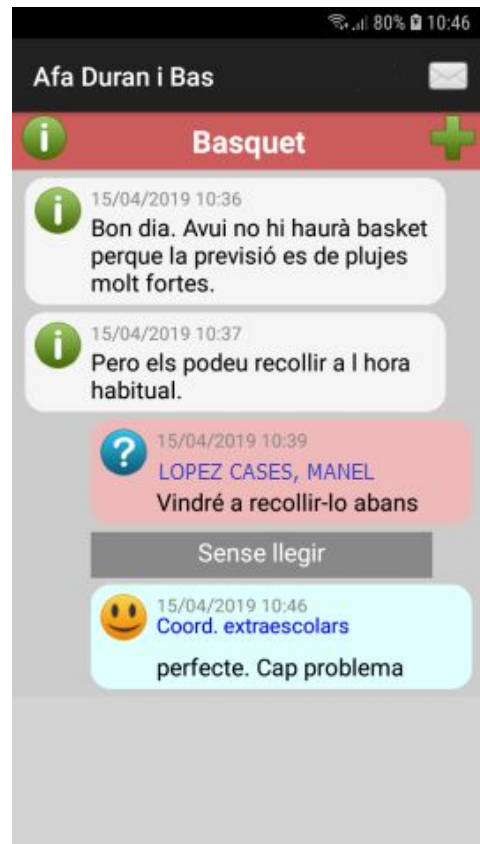 80% 10:46
Afa Duran i Bas
Basquet
15/04/2019 10:36
Bon dia. Avui no hi haurà basket
perque la previsió es de plujes
molt fortes.
15/04/2019 10:37
Pero els podeu recollir a l hora
habitual.
15/04/2019 10:39
LOPEZ CASES, MANEL
Vindré a recollir-lo abans
Sense llegir
15/04/2019 10:46
Coord. extraescolars
perfecte. Cap problema